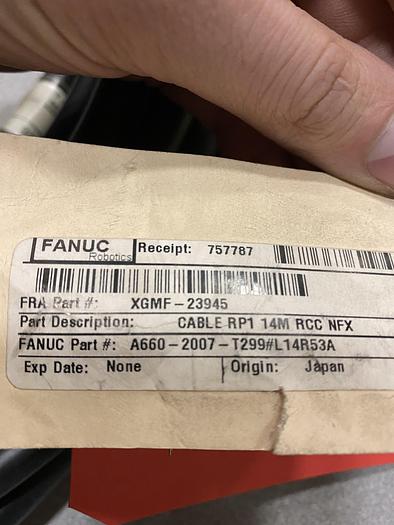 FANUC
Robotics
Receipt: 757787
FRA Part #: XGMF-23945
Part Description: CABLE RP1 14M RCC NFX
FANUC Part #: A660-2007-T299#L14R53A
Exp Date: None Origin: Japan